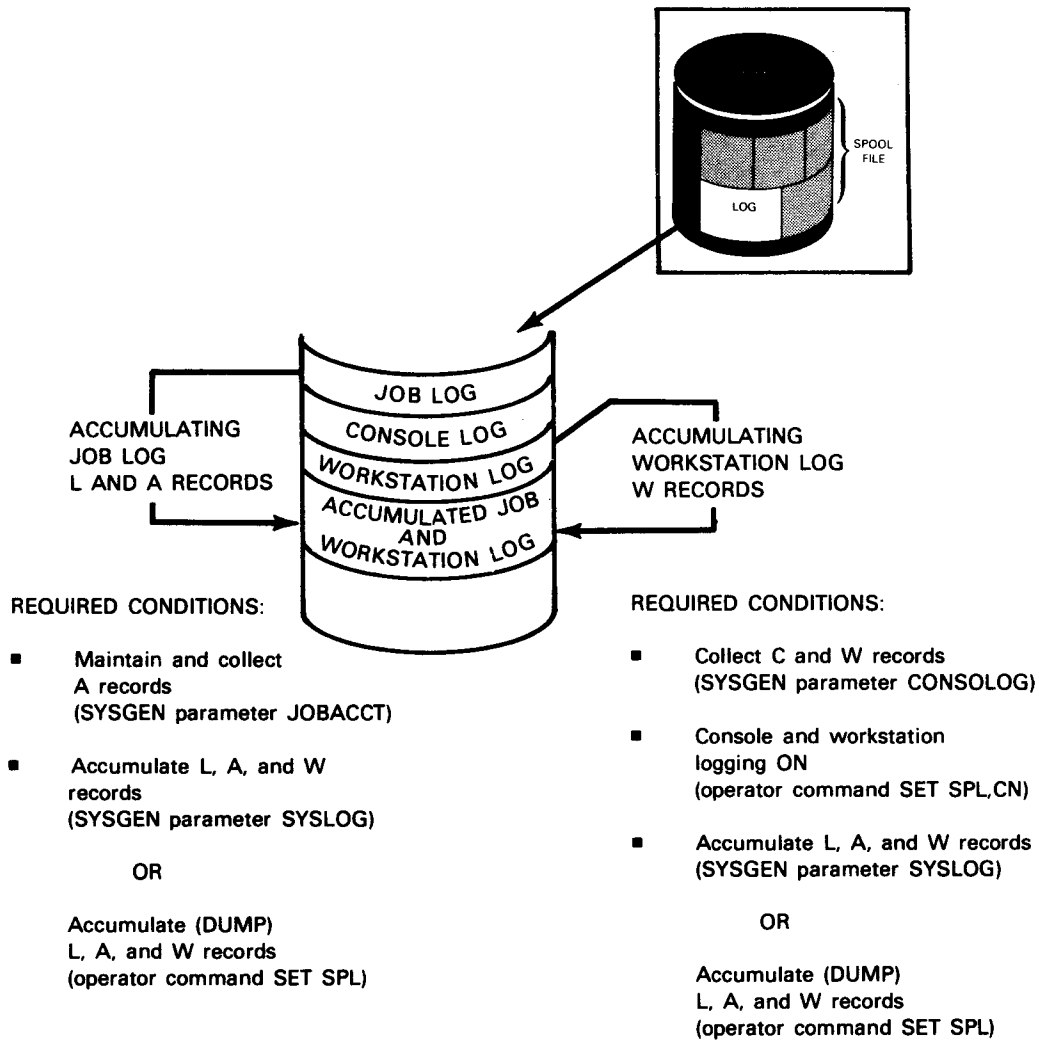 SPOOL
FILE
LOG
JOB LOG
CONSOLE LOG
WORKSTATION LOG
ACCUMULATED JOB
AND
WORKSTATION LOG
ACCUMULATING
JOB LOG
L AND A RECORDS
ACCUMULATING
WORKSTATION LOG
W RECORDS
REQUIRED CONDITIONS:
■ Maintain and collect
A records
(SYSGEN parameter JOBACCT)
■ Accumulate L, A, and W
records
(SYSGEN parameter SYSLOG)
OR
Accumulate (DUMP)
L, A, and W records
(operator command SET SPL)
REQUIRED CONDITIONS:
■ Collect C and W records
(SYSGEN parameter CONSOLOG)
■ Console and workstation
logging ON
(operator command SET SPL,CN)
■ Accumulate L, A, and W records
(SYSGEN parameter SYSLOG)
OR
Accumulate (DUMP)
L, A, and W records
(operator command SET SPL)